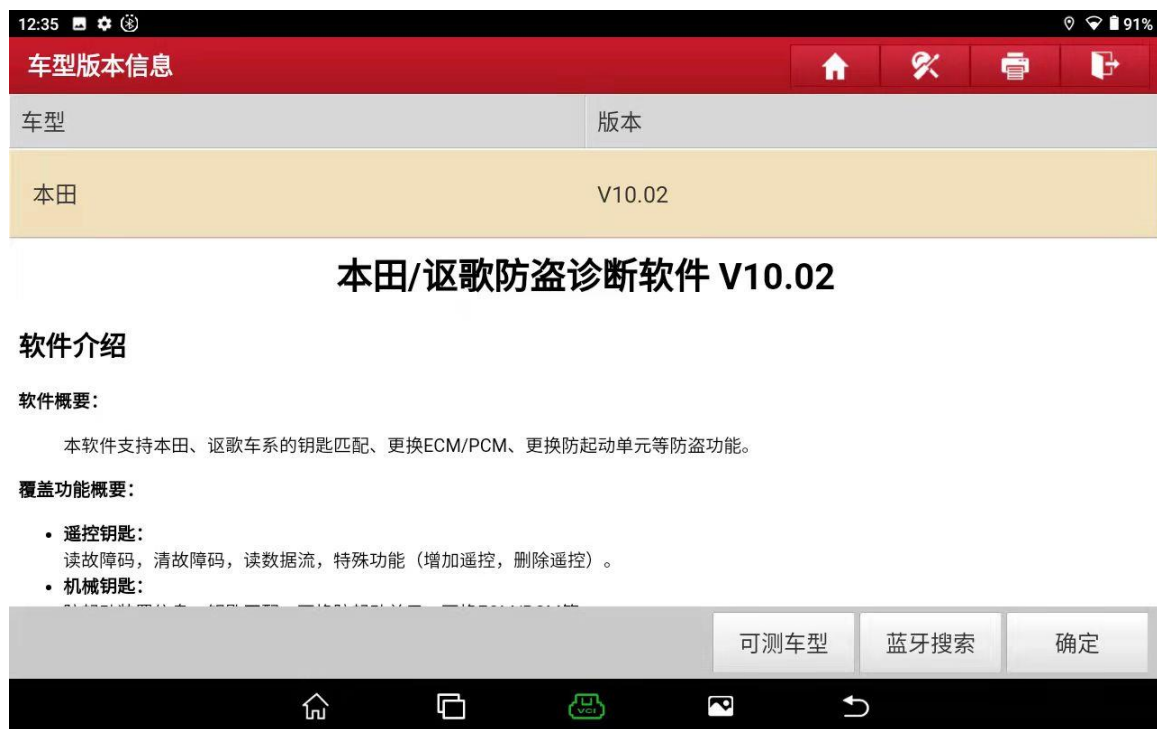 12:35
91%
车型版本信息
车型 版本
本田 V10.02
本田/讴歌防盗诊断软件 V10.02
软件介绍
软件概要：
本软件支持本田、讴歌车系的钥匙匹配、更换ECM/PCM、更换防起动单元等防盗功能。
覆盖功能概要：
• 遥控钥匙：
读故障码，清故障码，读数据流，特殊功能（增加遥控，删除遥控）。
• 机械钥匙：
可测车型 蓝牙搜索 确定
VCI